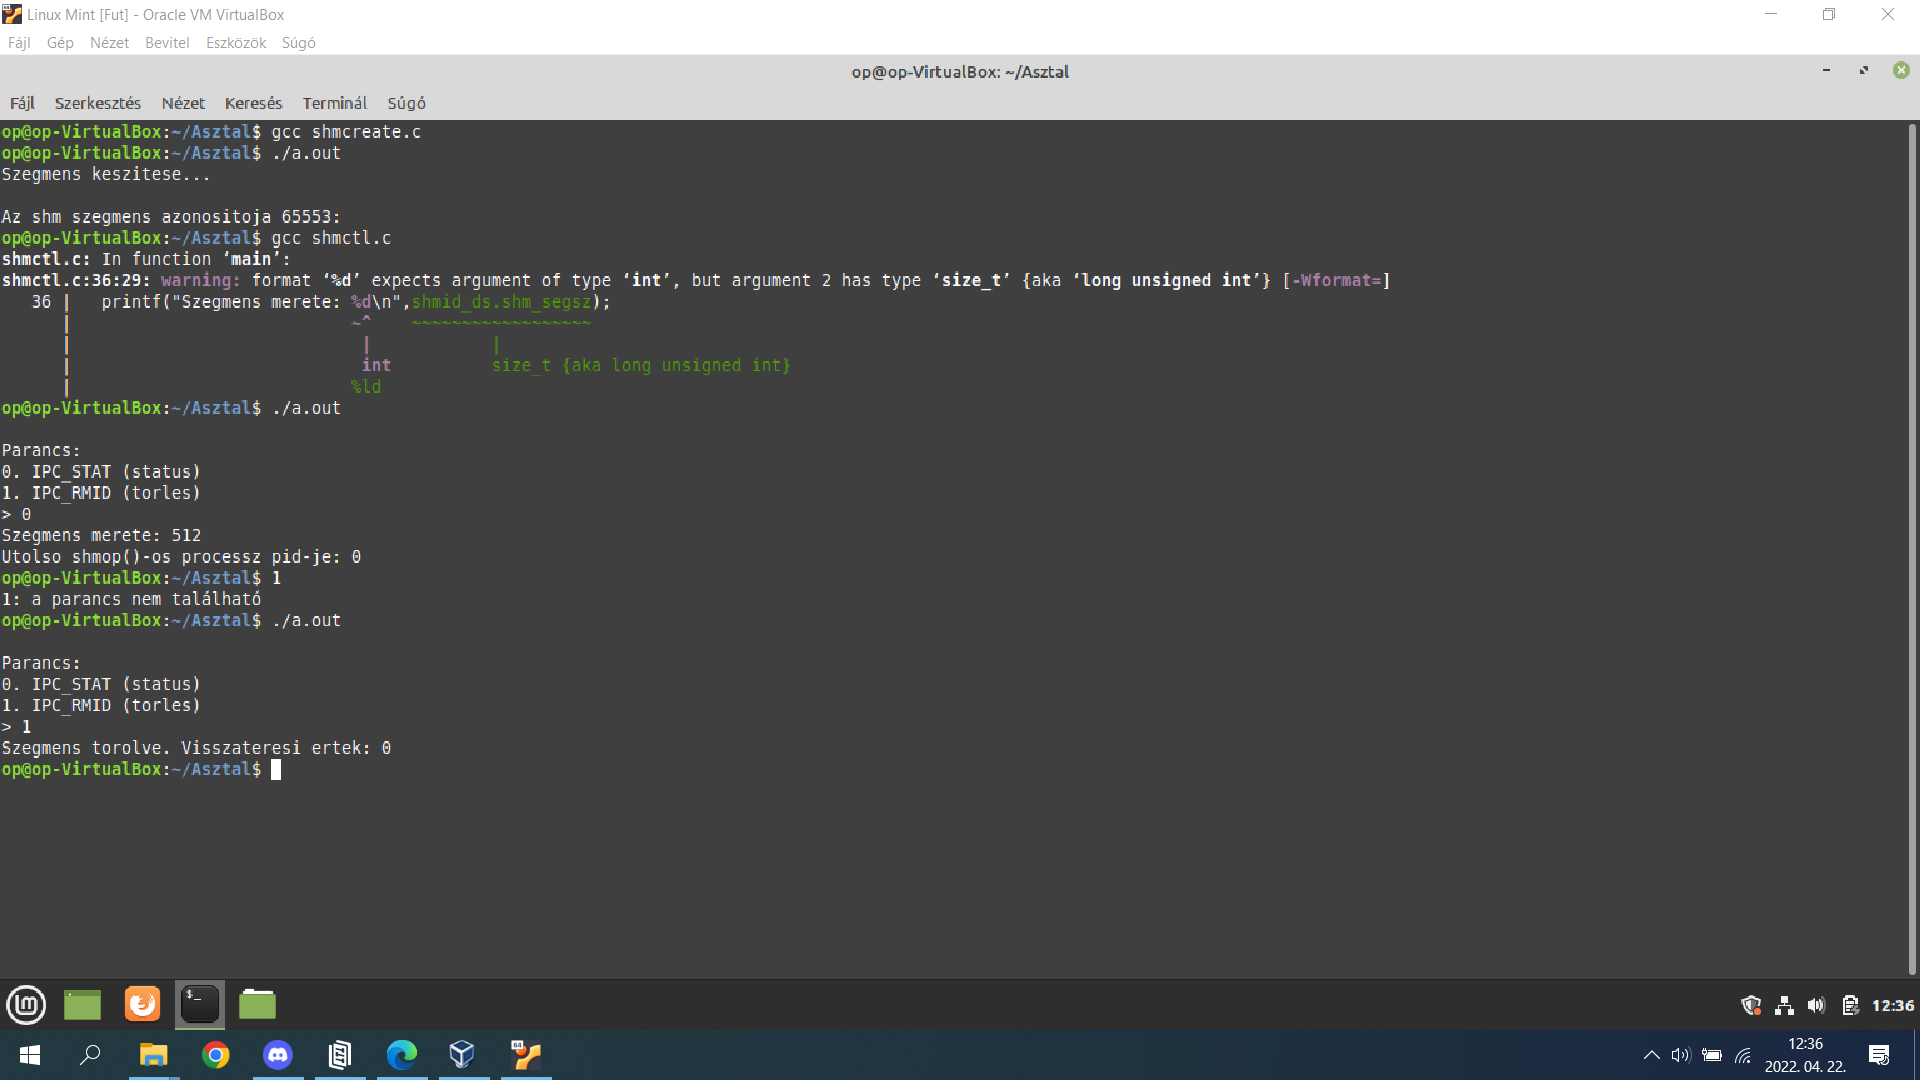 Linux Mint [Fut] - Oracle VM VirtualBox
Fájl Gép Nézet Bevitel Eszközök Súgó
op@op-VirtualBox: ~/Asztal
Fájl Szerkesztés Nézet Keresés Terminál Súgó
op@op-VirtualBox:~/Asztal$ gcc shmcreate.c
op@op-VirtualBox:~/Asztal$ ./a.out
Szegmens keszitese...
Az shm szegmens azonositoja 65553:
op@op-VirtualBox:~/Asztal$ gcc shmctl.c
shmctl.c: In function ‘main’:
shmctl.c:36:29: warning: format ‘%d’ expects argument of type ‘int’, but argument 2 has type ‘size_t’ {aka ‘long unsigned int’} [-Wformat=]
36 | printf("Szegmens merete: %d\n",shmid_ds.shm_segsz);
| ~^ ~~~~~~~~~~~~~~~~~~
| | |
| int size_t {aka long unsigned int}
| %ld
op@op-VirtualBox:~/Asztal$ ./a.out
Parancs:
0. IPC_STAT (status)
1. IPC_RMID (torles)
> 0
Szegmens merete: 512
Utolso shmop()-os processz pid-je: 0
op@op-VirtualBox:~/Asztal$ 1
1: a parancs nem található
op@op-VirtualBox:~/Asztal$ ./a.out
Parancs:
0. IPC_STAT (status)
1. IPC_RMID (torles)
> 1
Szegmens torolve. Visszateresi ertek: 0
op@op-VirtualBox:~/Asztal$
12:36
12:36
2022. 04. 22.